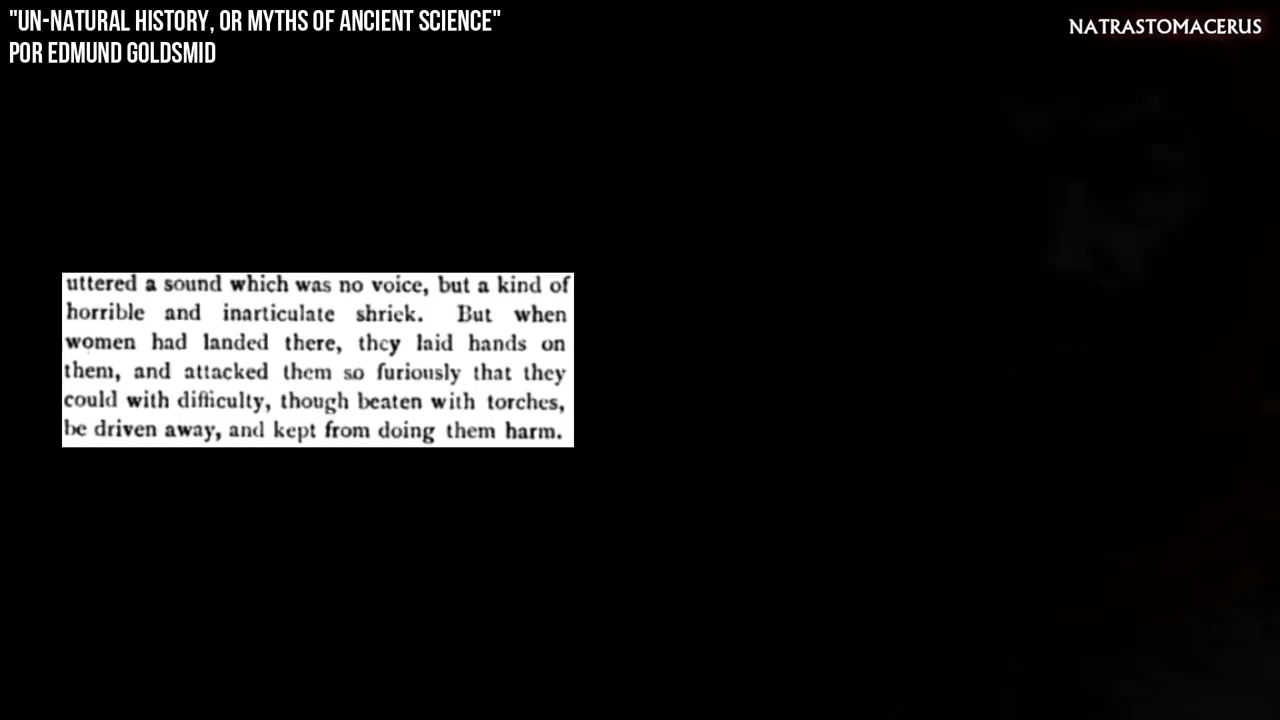 "UN-NATURAL HISTORY, OR MYTHS OF ANCIENT SCIENCE"
POR EDMUND GOLDSMID
NATRASTOMACERUS
uttered a sound which was no voice, but a kind of
horrible and inarticulate shriek. But when
women had landed there, they laid hands on
them, and attacked them so furiously that they
could with difficulty, though beaten with torches,
be driven away, and kept from doing them harm.